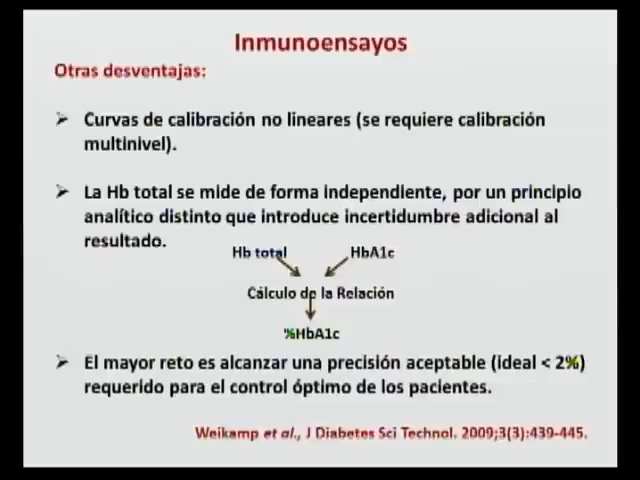 Inmunoensayos
Otras desventajas:
➢ Curvas de calibración no lineares (se requiere calibración
multinivel).
➢ La Hb total se mide de forma independiente, por un principio
analítico distinto que introduce incertidumbre adicional al
resultado.
Hb total HbA1c
Cálculo de la Relación
%HbA1c
➢ El mayor reto es alcanzar una precisión aceptable (ideal < 2%)
requerido para el control óptimo de los pacientes.
Weikamp et al., J Diabetes Sci Technol. 2009;3(3):439-445.